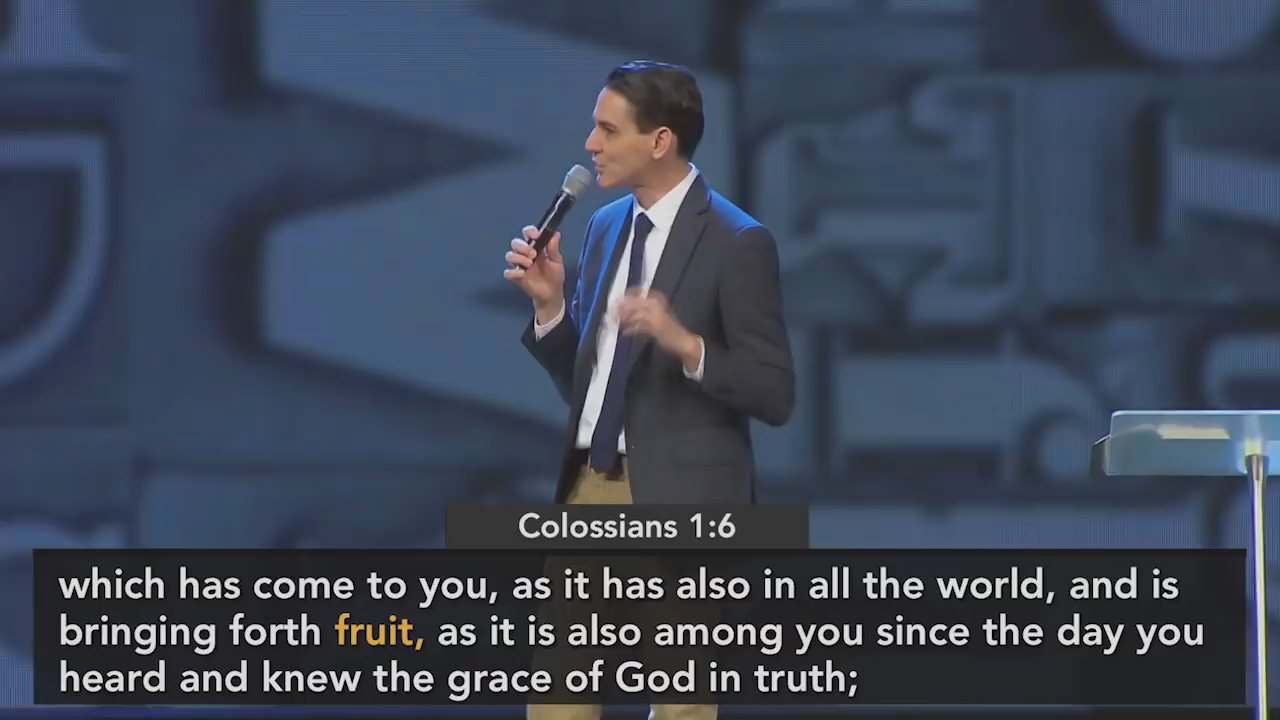 Colossians 1:6
which has come to you, as it has also in all the world, and is
bringing forth fruit, as it is also among you since the day you
heard and knew the grace of God in truth;